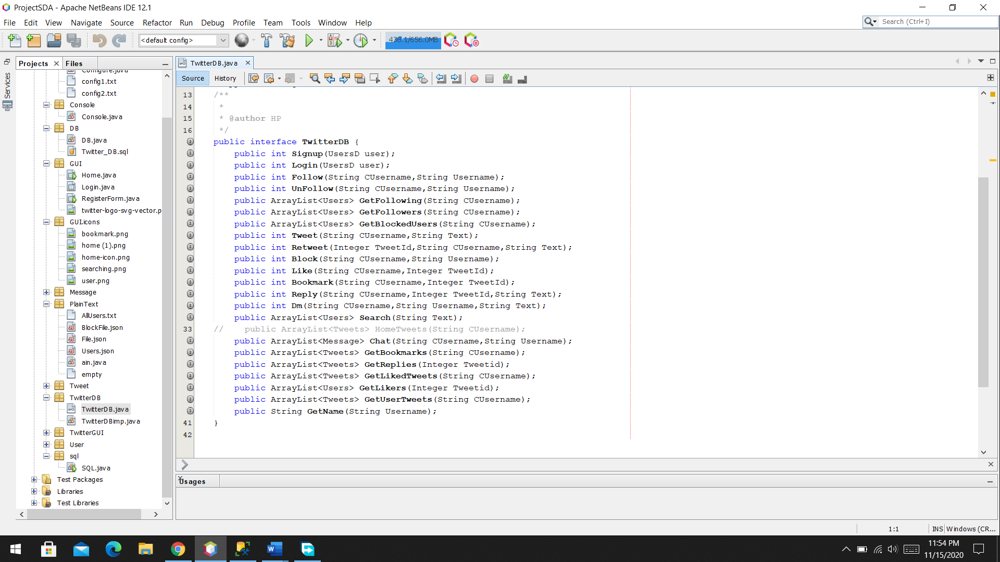 ProjectSDA - Apache NetBeans IDE 12.1
File Edit View Navigate Source Refactor Run Debug Profile Team Tools Window Help
Search (Ctrl+I)
<default config>
438.1/656.0MB
Projects
Files
TwitterDB.java
Services
Source
History
Configure.java
config1.txt
config2.txt
Console
Console.java
DB
DB.java
Twitter_DB.sql
GUI
Home.java
Login.java
RegisterForm.java
twitter-logo-svg-vector.p
GUI.icons
bookmark.png
home (1).png
home-icon.png
searching.png
user.png
Message
PlainText
AllUsers.txt
BlockFile.json
File.json
Users.json
ain.java
empty
Tweet
TwitterDB
TwitterDB.java
TwitterDBimp.java
TwitterGUI
User
sql
SQL.java
Test Packages
Libraries
Test Libraries
13 /**
14 *
15 * @author HP
16 */
public interface TwitterDB {
public int Signup(UsersD user);
public int Login(UsersD user);
public int Follow(String CUsername,String Username);
public int UnFollow(String CUsername,String Username);
public ArrayList<Users> GetFollowing(String CUsername);
public ArrayList<Users> GetFollowers(String CUsername);
public ArrayList<Users> GetBlockedUsers(String CUsername);
public int Tweet(String CUsername,String Text);
public int Retweet(Integer TweetId,String CUsername,String Text);
public int Block(String CUsername,String Username);
public int Like(String CUsername,Integer TweetId);
public int Bookmark(String CUsername,Integer TweetId);
public int Reply(String CUsername,Integer TweetId,String Text);
public int Dm(String CUsername,String Username,String Text);
public ArrayList<Users> Search(String Text);
33 // public ArrayList<Tweets> HomeTweets(String CUsername);
public ArrayList<Message> Chat(String CUsername,String Username);
public ArrayList<Tweets> GetBookmarks(String CUsername);
public ArrayList<Tweets> GetReplies(Integer Tweetid);
public ArrayList<Tweets> GetLikedTweets(String CUsername);
public ArrayList<Users> GetLikers(Integer Tweetid);
public ArrayList<Tweets> GetUserTweets(String CUsername);
public String GetName(String Username);
41 }
42
Usages
1:1
INS
Windows (CR...
11:54 PM
11/15/2020